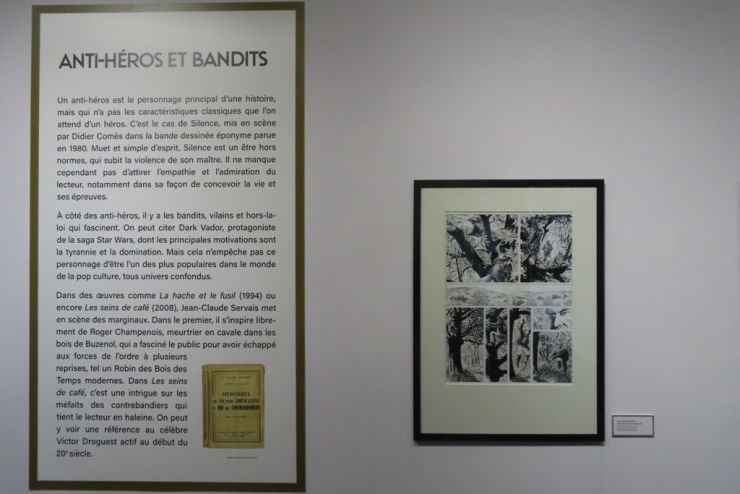 ANTI-HÉROS ET BANDITS
Un anti-héros est le personnage principal d'une histoire,
mais qui n'a pas les caractéristiques classiques que l'on
attend d'un héros. C'est le cas de Silence, mis en scène
par Didier Comès dans la bande dessinée éponyme parue
en 1980. Muet et simple d'esprit, Silence est un être hors
normes, qui subit la violence de son maître. Il ne manque
cependant pas d'attirer l'empathie et l'admiration du
lecteur, notamment dans sa façon de concevoir la vie et
ses épreuves.
À côté des anti-héros, il y a les bandits, vilains et hors-la-
loi qui fascinent. On peut citer Dark Vador, protagoniste
de la saga Star Wars, dont les principales motivations sont
la tyrannie et la domination. Mais cela n'empêche pas ce
personnage d'être l'un des plus populaires dans le monde
de la pop culture, tous univers confondus.
Dans des œuvres comme La hache et le fusil (1994) ou
encore Les seins de café (2008), Jean-Claude Servais met
en scène des marginaux. Dans le premier, il s'inspire libre-
ment de Roger Champenois, meurtrier en cavale dans les
bois de Buzenol, qui a fasciné le public pour avoir échappé
aux forces de l'ordre à plusieurs
reprises, tel un Robin des Bois des
Temps modernes. Dans Les seins
de café, c'est une intrigue sur les
méfaits des contrebandiers qui
tient le lecteur en haleine. On peut
y voir une référence au célèbre
Victor Droguest actif au début du
20e siècle.
MÉMOIRES
DE VICTOR DROGUEST